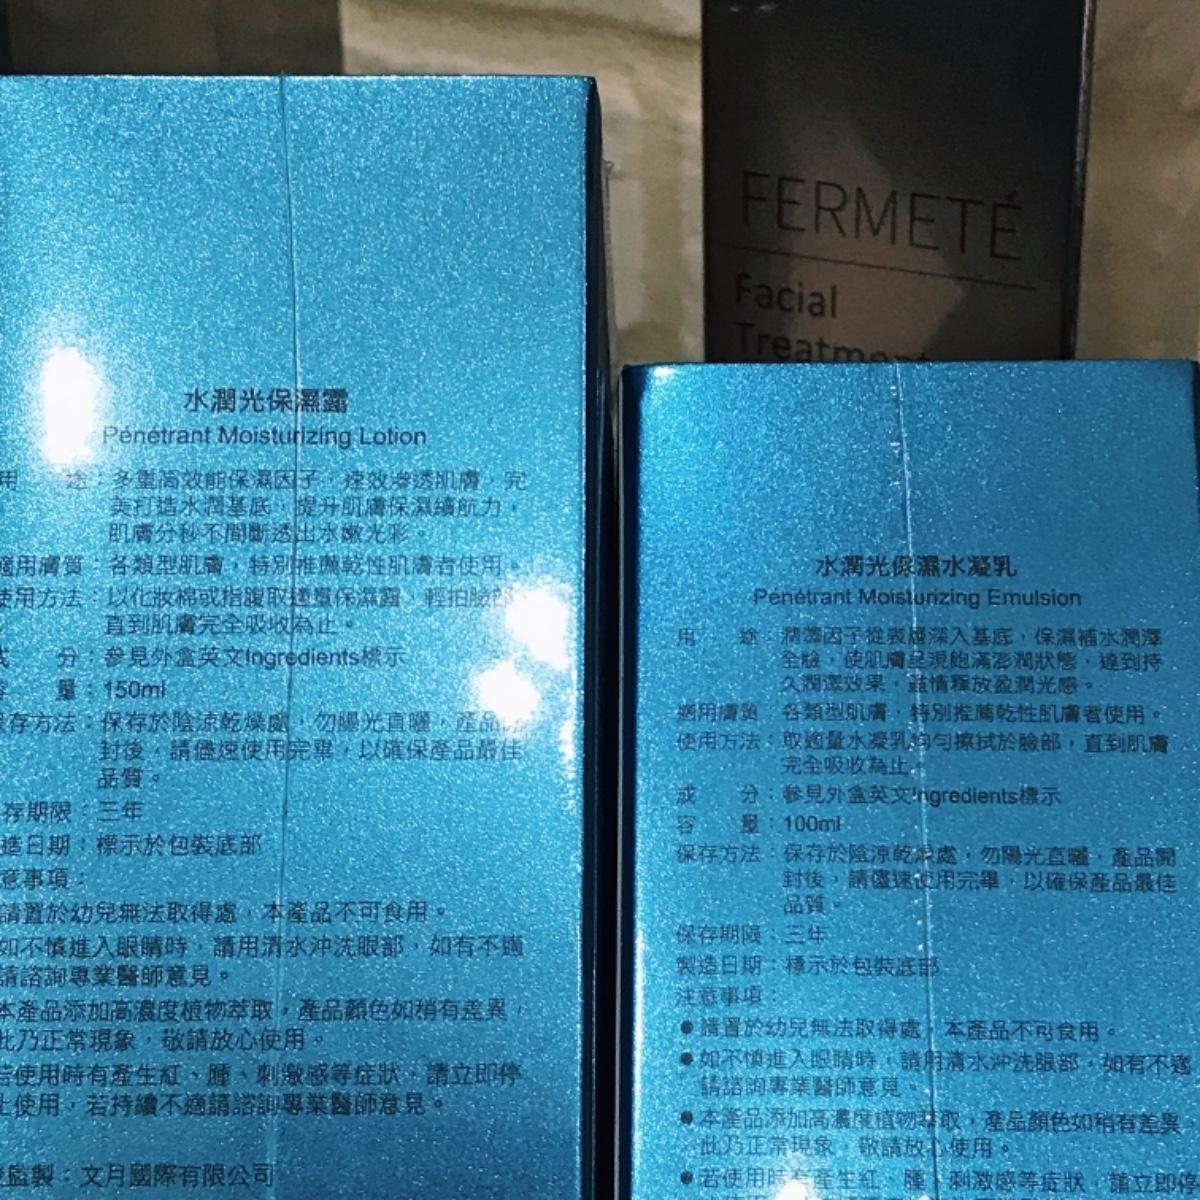 水潤光保濕露
Pénétrant Moisturizing Lotion
用　　途：多重高效能保濕因子，速效滲透肌膚，完
美打造水潤基底，提升肌膚保濕續航力，
肌膚分秒不間斷透出水嫩光彩。
適用膚質：各類型肌膚，特別推薦乾性肌膚者使用。
使用方法：以化妝棉或指腹取適量保濕露，輕拍臉部
直到肌膚完全吸收為止。
成　　分：參見外盒英文Ingredients標示
容　　量：150ml
保存方法：保存於陰涼乾燥處，勿陽光直曬，產品開
封後，請儘速使用完畢，以確保產品最佳
品質。
存期限：三年
造日期：標示於包裝底部
意事項：
請置於幼兒無法取得處，本產品不可食用。
如不慎進入眼睛時，請用清水沖洗眼部，如有不適
請諮詢專業醫師意見。
本產品添加高濃度植物萃取，產品顏色如稍有差異，
此乃正常現象，敬請放心使用。
若使用時有產生紅、腫、刺激感等症狀，請立即停
止使用，若持續不適請諮詢專業醫師意見。
監製：文月國際有限公司
FERMETÉ
Facial
Treatment
水潤光保濕水凝乳
Pénétrant Moisturizing Emulsion
用　　途：潤澤因子從表層深入基底，保濕補水潤澤
全臉，使肌膚呈現飽滿澎潤狀態，達到持
久潤澤效果，盡情釋放盈潤光感。
適用膚質：各類型肌膚，特別推薦乾性肌膚者使用。
使用方法：取適量水凝乳均勻擦拭於臉部，直到肌膚
完全吸收為止。
成　　分：參見外盒英文Ingredients標示
容　　量：100ml
保存方法：保存於陰涼乾燥處，勿陽光直曬，產品開
封後，請儘速使用完畢，以確保產品最佳
品質。
保存期限：三年
製造日期：標示於包裝底部
注意事項：
●請置於幼兒無法取得處，本產品不可食用。
●如不慎進入眼睛時，請用清水沖洗眼部，如有不適
請諮詢專業醫師意見。
●本產品添加高濃度植物萃取，產品顏色如稍有差異
此乃正常現象，敬請放心使用。
●若使用時有產生紅、腫、刺激感等症狀，請立即停